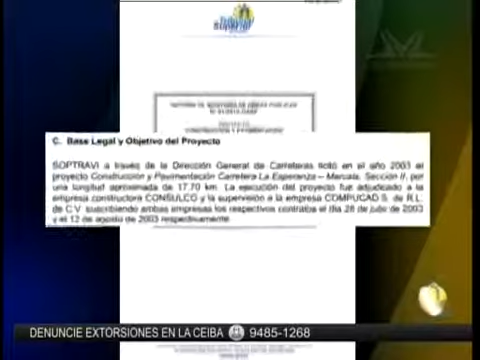 SOPTRAVI
C. Base Legal y Objetivo del Proyecto
SOPTRAVI a través de la Dirección General de Carreteras licitó en el año 2003 el
proyecto Construcción y Pavimentación Carretera La Esperanza – Marcala, Sección II, por
una longitud aproximada de 17.70 km. La ejecución del proyecto fue adjudicado a la
empresa constructora CONSULCO y la supervisión a la empresa COMPUCAD S. de R.L.
de C.V. suscribiendo ambas empresas los respectivos contratos el día 28 de julio de 2003
y el 12 de agosto de 2003 respectivamente.
DENUNCIE EXTORSIONES EN LA CEIBA 9485-1268